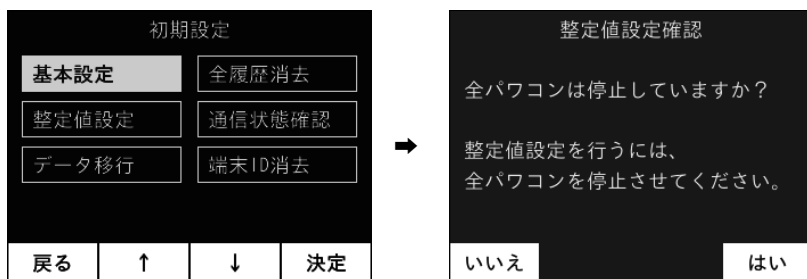 初期設定
基本設定 全履歴消去
整定値設定 通信状態確認
データ移行 端末ID消去
戻る ↑ ↓ 決定
➡
整定値設定確認
全パワコンは停止していますか？
整定値設定を行うには、
全パワコンを停止させてください。
いいえ はい